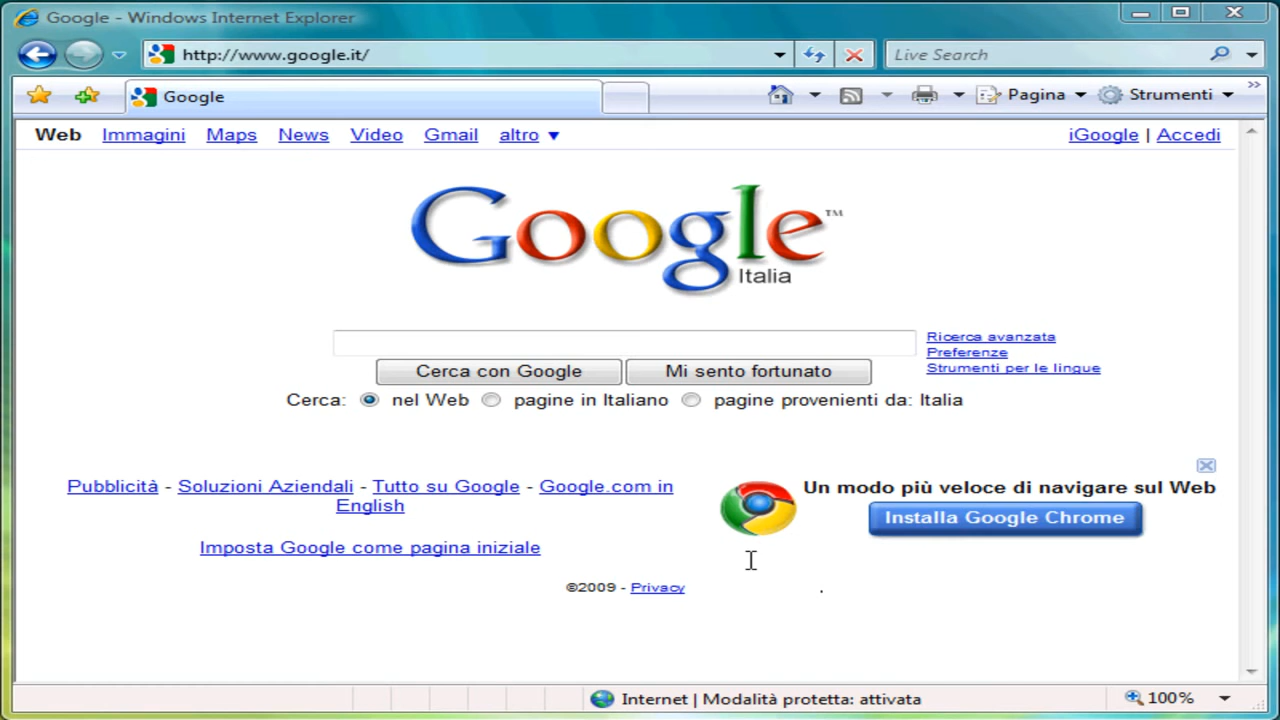 Google - Windows Internet Explorer
http://www.google.it/
Live Search
Google
Pagina
Strumenti
Web Immagini Maps News Video Gmail altro ▼
iGoogle | Accedi
Google™
Italia
Ricerca avanzata
Preferenze
Strumenti per le lingue
Cerca con Google
Mi sento fortunato
Cerca: nel Web pagine in Italiano pagine provenienti da: Italia
Pubblicità - Soluzioni Aziendali - Tutto su Google - Google.com in
English
Un modo più veloce di navigare sul Web
Installa Google Chrome
Imposta Google come pagina iniziale
©2009 - Privacy
Internet | Modalità protetta: attivata
100%